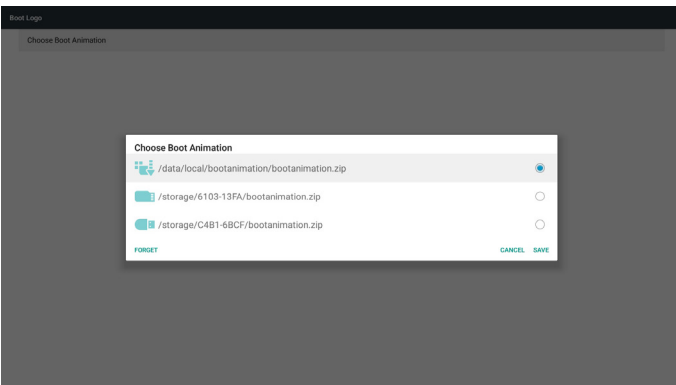 Boot Logo
Choose Boot Animation
Choose Boot Animation
/data/local/bootanimation/bootanimation.zip
/storage/6103-13FA/bootanimation.zip
/storage/C4B1-6BCF/bootanimation.zip
FORGET CANCEL SAVE